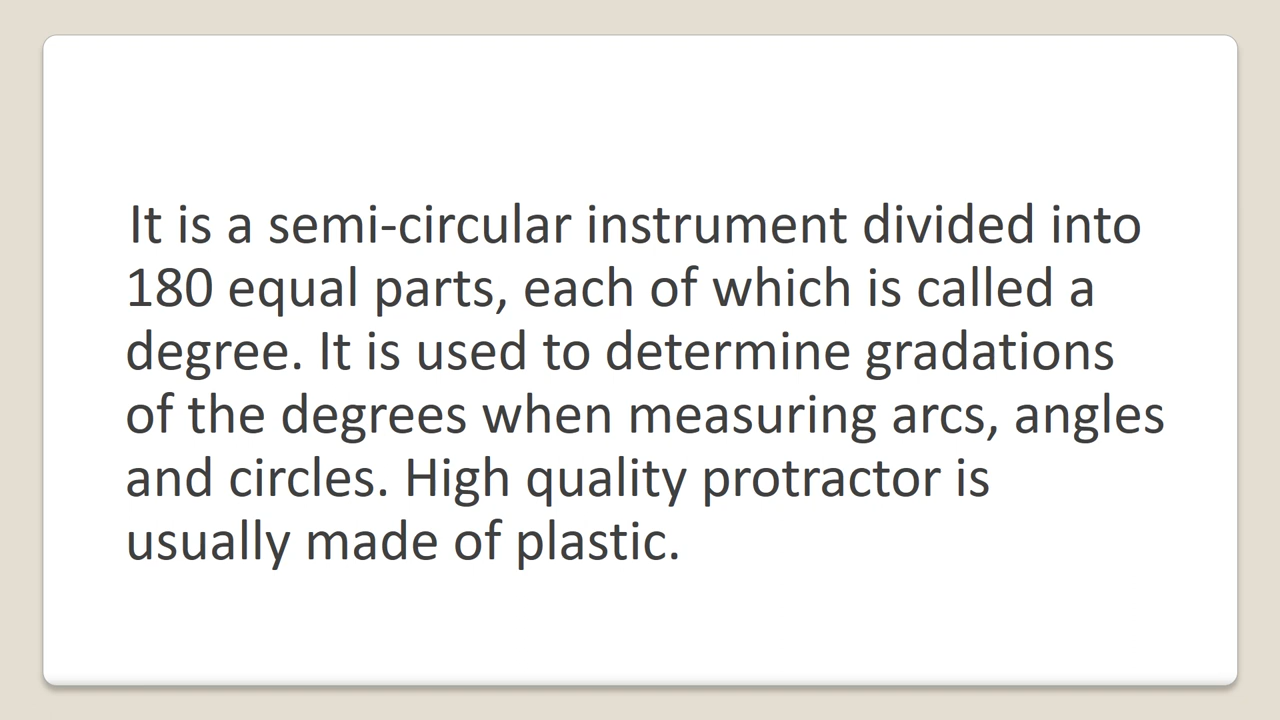 It is a semi-circular instrument divided into
180 equal parts, each of which is called a
degree. It is used to determine gradations
of the degrees when measuring arcs, angles
and circles. High quality protractor is
usually made of plastic.